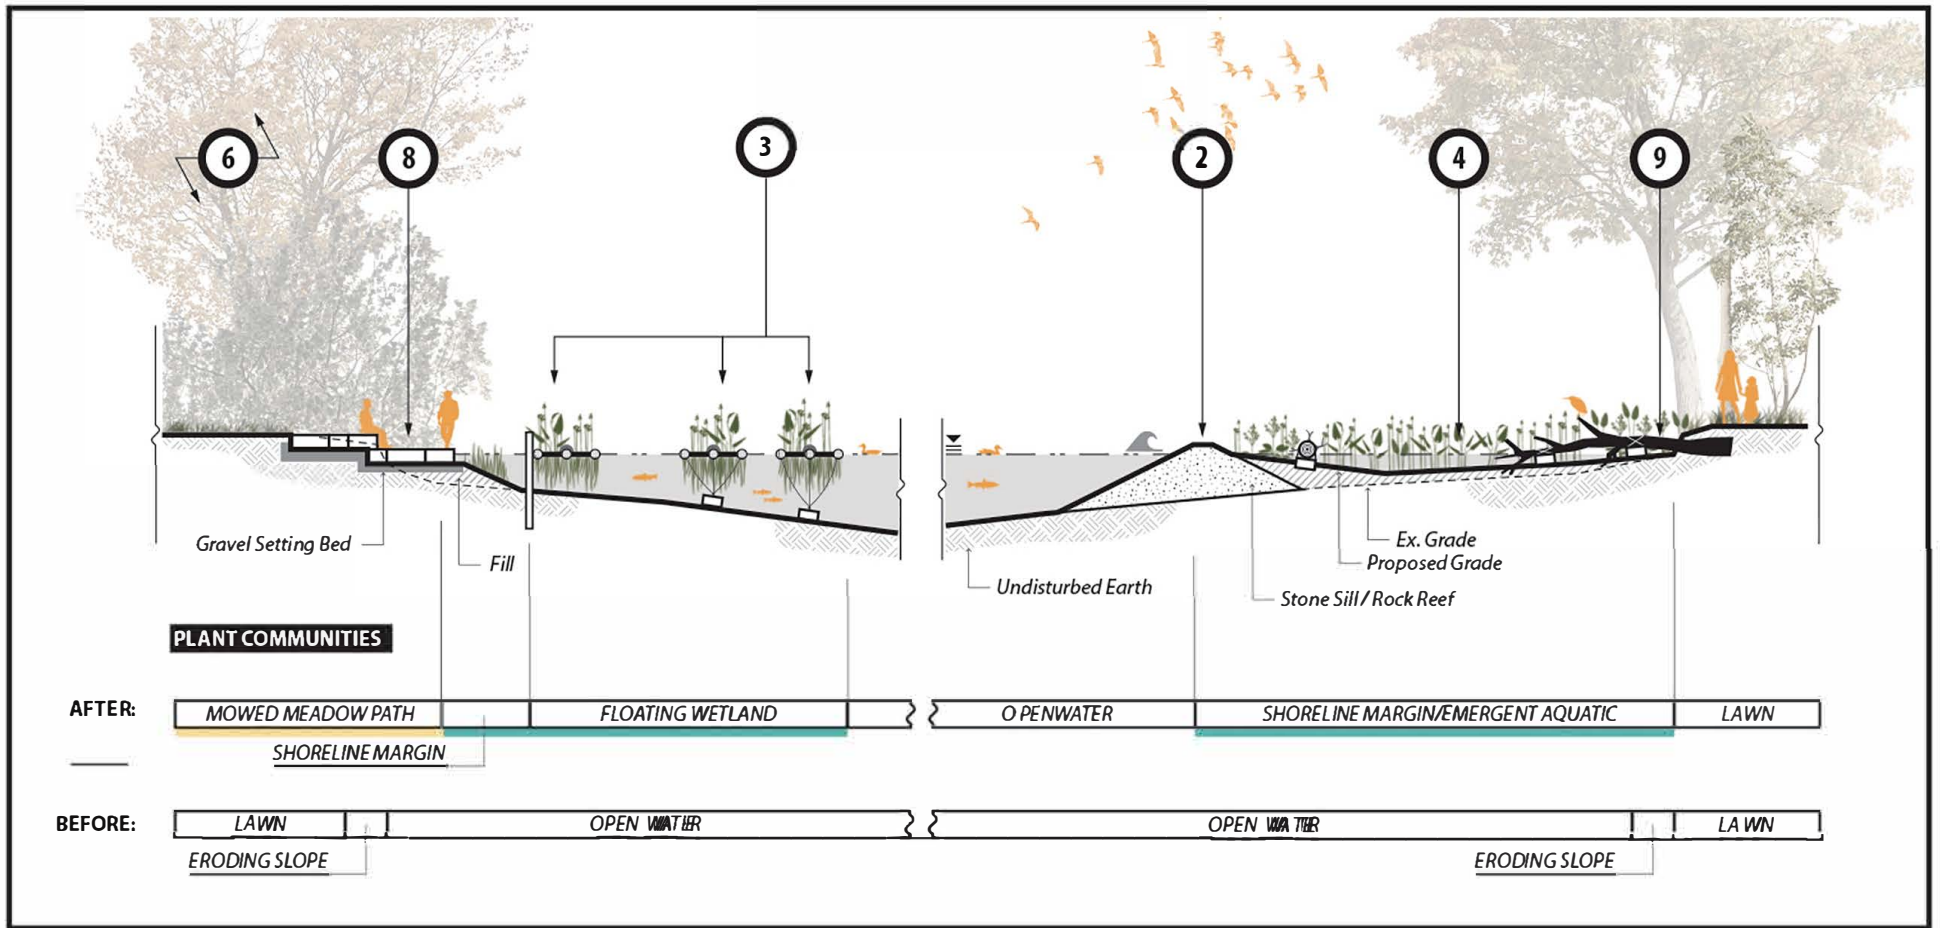 6
8
3
2
4
9
Gravel Setting Bed
Fill
Ex. Grade
Proposed Grade
Undisturbed Earth
Stone Sill / Rock Reef
PLANT COMMUNITIES
AFTER:
MOWED MEADOW PATH
FLOATING WETLAND
O PENWATER
SHORELINE MARGIN/EMERGENT AQUATIC
LAWN
SHORELINE MARGIN
BEFORE:
LAWN
OPEN WATER
OPEN WATER
LAWN
ERODING SLOPE
ERODING SLOPE